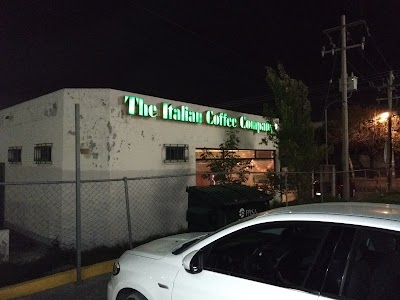 The Italian Coffee Company